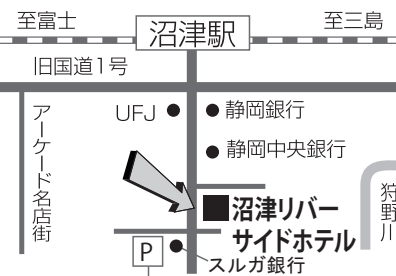 至富士
沼津駅
至三島
旧国道1号
アーケード名店街
UFJ
静岡銀行
静岡中央銀行
狩野川
沼津リバー
サイドホテル
P
スルガ銀行